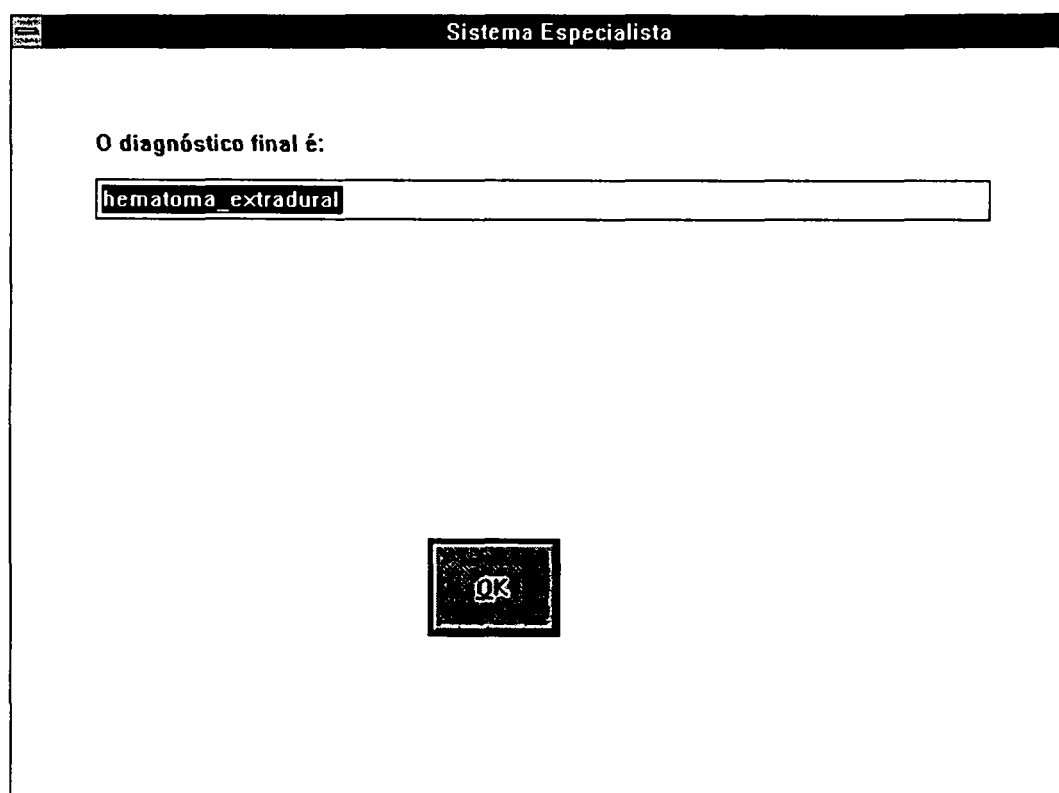 Sistema Especialista
O diagnóstico final é:
hematoma_extradural
OK